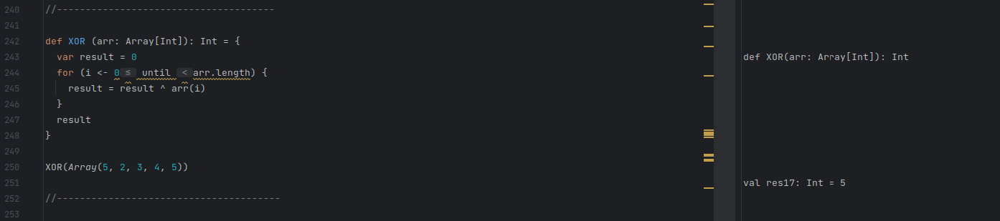 240 //--------------------------------------
241
242 def XOR (arr: Array[Int]): Int = {
def XOR(arr: Array[Int]): Int
243 var result = 0
244 for (i <- 0 ≤ until < arr.length) {
245 result = result ^ arr(i)
246 }
247 result
248 }
249
250 XOR(Array(5, 2, 3, 4, 5))
251
val res17: Int = 5
252 //---------------------------------------
253